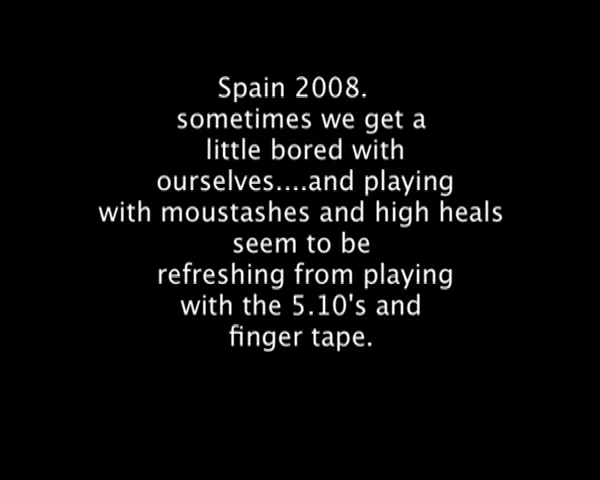 Spain 2008.
sometimes we get a
little bored with
ourselves....and playing
with moustashes and high heals
seem to be
refreshing from playing
with the 5.10's and
finger tape.